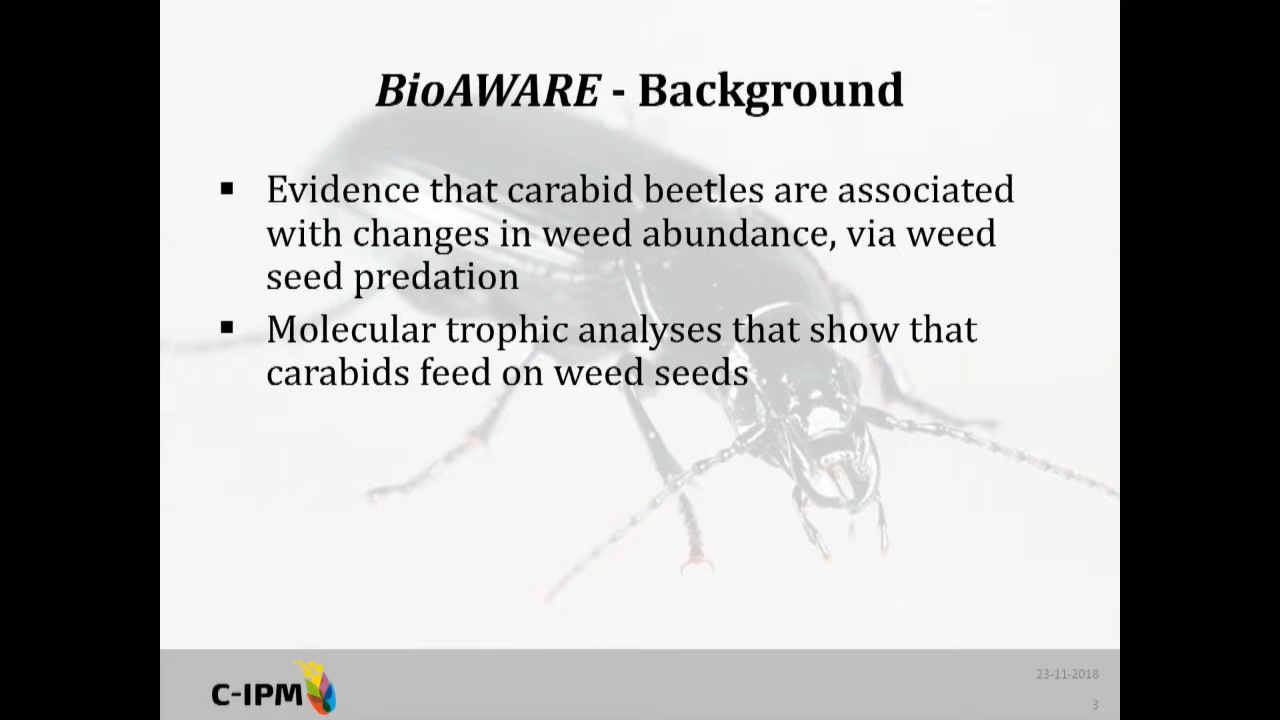 BioAWARE - Background
▪ Evidence that carabid beetles are associated
with changes in weed abundance, via weed
seed predation
▪ Molecular trophic analyses that show that
carabids feed on weed seeds
23-11-2018
C-IPM
3